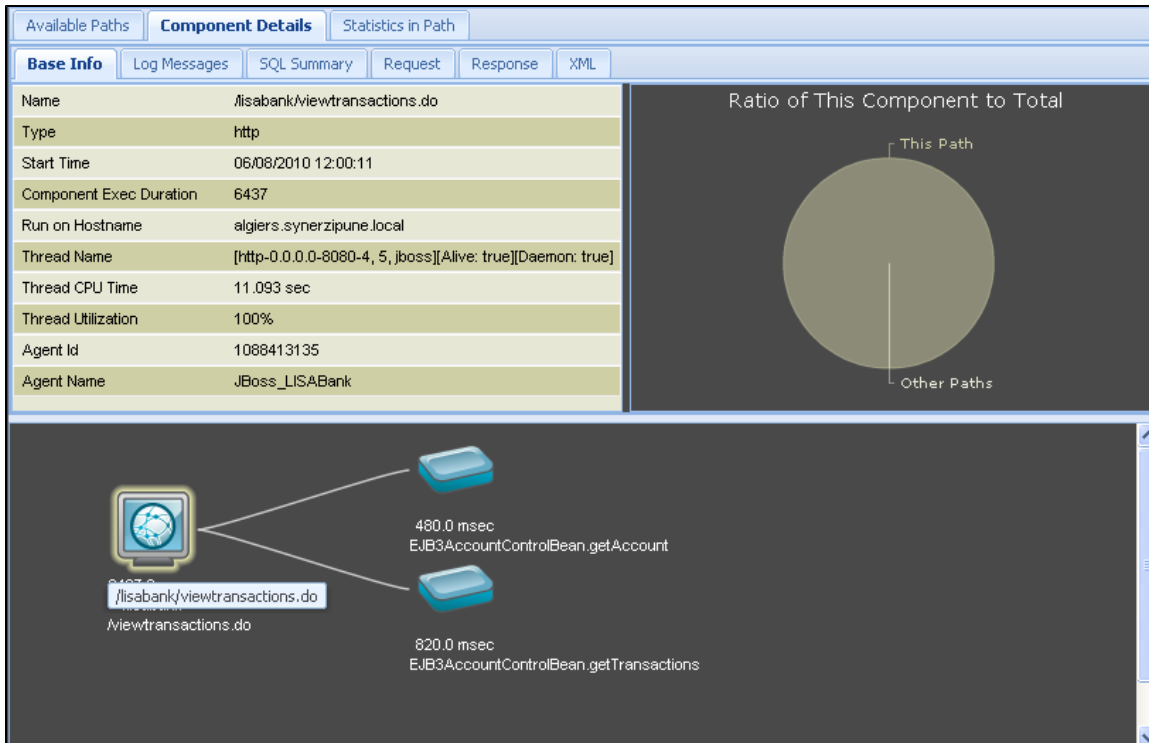 Available Paths Component Details Statistics in Path
Base Info Log Messages SQL Summary Request Response XML
Name /lisabank/viewtransactions.do
Type http
Start Time 06/08/2010 12:00:11
Component Exec Duration 6437
Run on Hostname algiers.synerzipune.local
Thread Name [http-0.0.0.0-8080-4, 5, jboss][Alive: true][Daemon: true]
Thread CPU Time 11.093 sec
Thread Utilization 100%
Agent Id 1088413135
Agent Name JBoss_LISABank
Ratio of This Component to Total
This Path
Other Paths
480.0 msec
EJB3AccountControlBean.getAccount
/lisabank/viewtransactions.do
/viewtransactions.do
820.0 msec
EJB3AccountControlBean.getTransactions